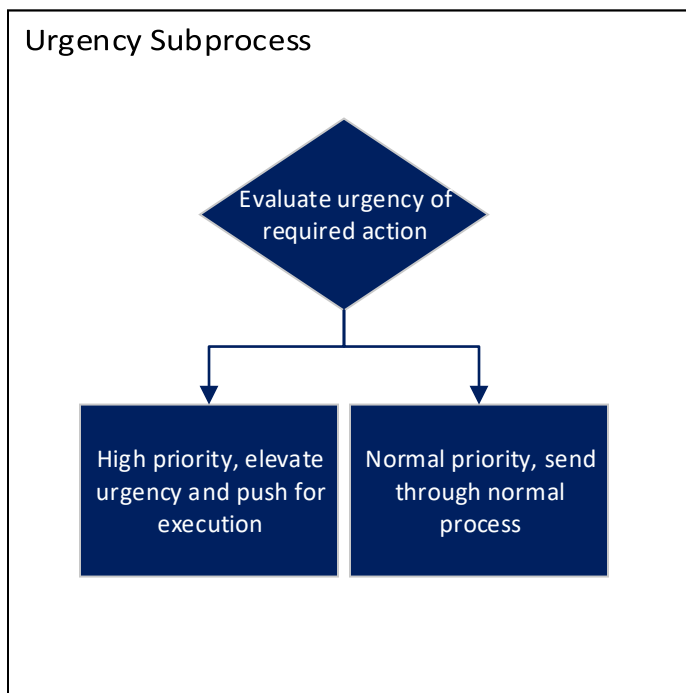 Urgency Subprocess
Evaluate urgency of
required action
High priority, elevate
urgency and push for
execution
Normal priority, send
through normal
process